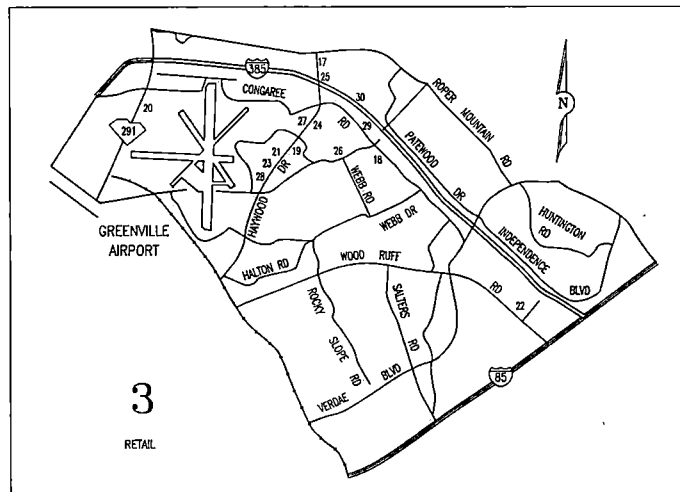 17
385
25
CONGAREE
ROPER MOUNTAIN RD
30
20
N
27 24
RD
29
291
PATEWOOD DR
21 19
26
23
18
28
DR
HAYWOOD
WEBB RD
HUNTINGTON RD
WEBB DR
GREENVILLE
AIRPORT
INDEPENDENCE BLVD
WOOD RUFF RD
HALTON RD
SALTERS RD
22
ROCKY SLOPE RD
85
VERDAE BLVD
3
RETAIL